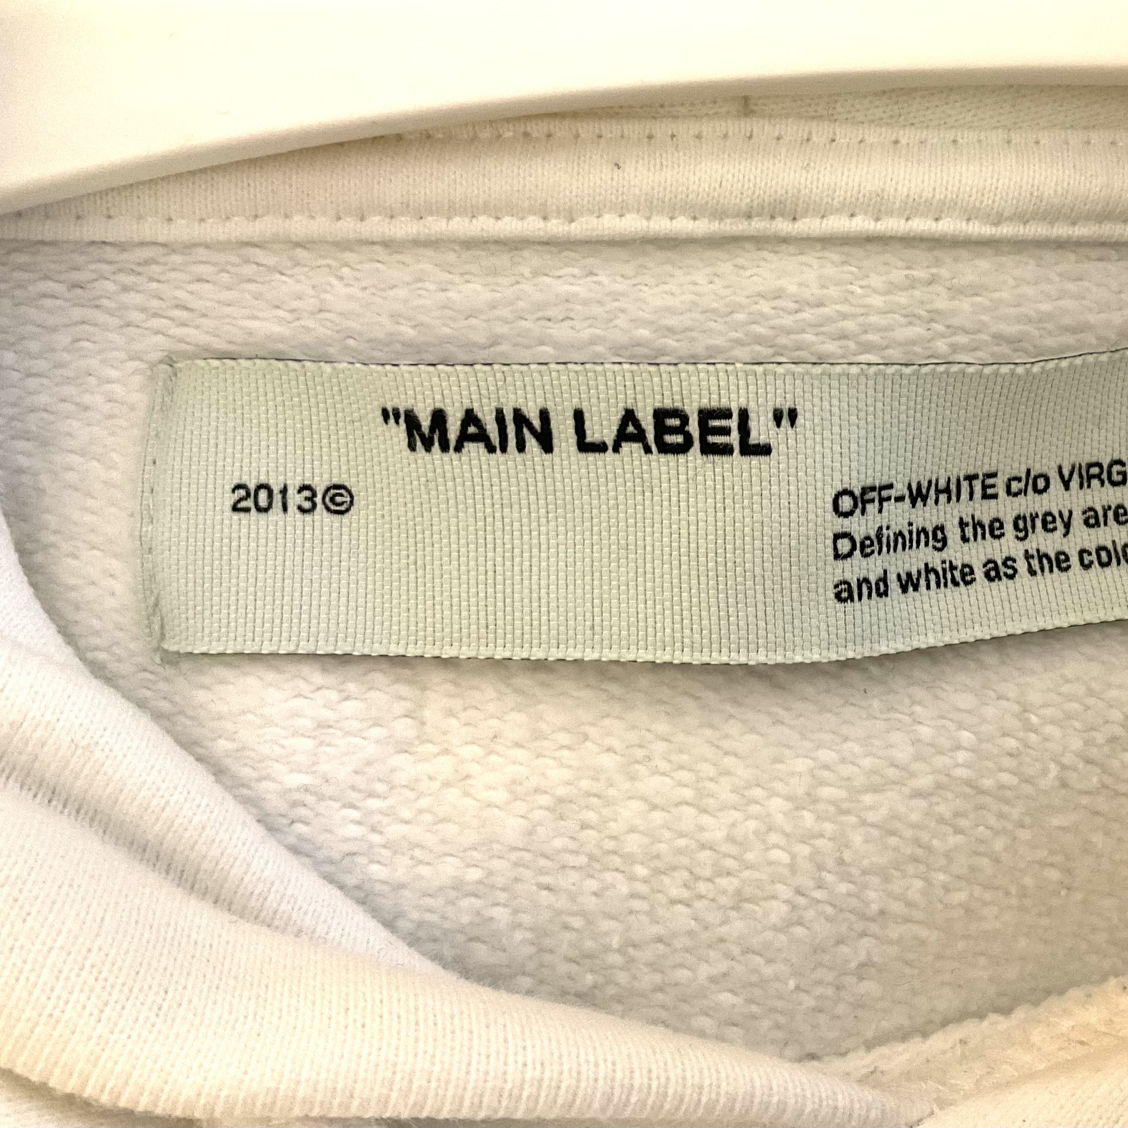 "MAIN LABEL"
2013©
OFF-WHITE c/o VIRG
Defining the grey are
and white as the colo